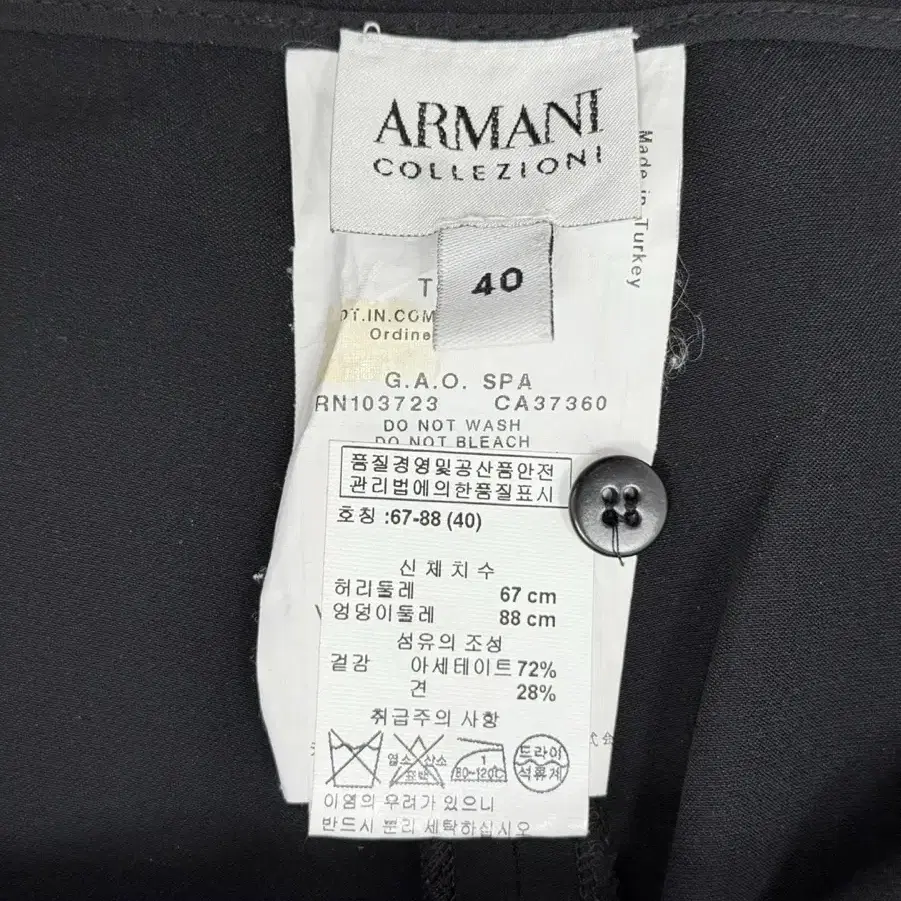 ARMANI
COLLEZIONI
Made in Turkey
40
OT.IN.COM
Ordine
G.A.O. SPA
RN103723 CA37360
DO NOT WASH
DO NOT BLEACH
품질경영및공산품안전
관리법에의한품질표시
호칭 :67-88 (40)
신체치수
허리둘레 67 cm
엉덩이둘레 88 cm
섬유의 조성
겉감 아세테이트 72%
견 28%
취급주의 사항
염소 산소 표백
1
80~120℃
드라이
석유계
이염의 우려가 있으니
반드시 분리 세탁하십시오